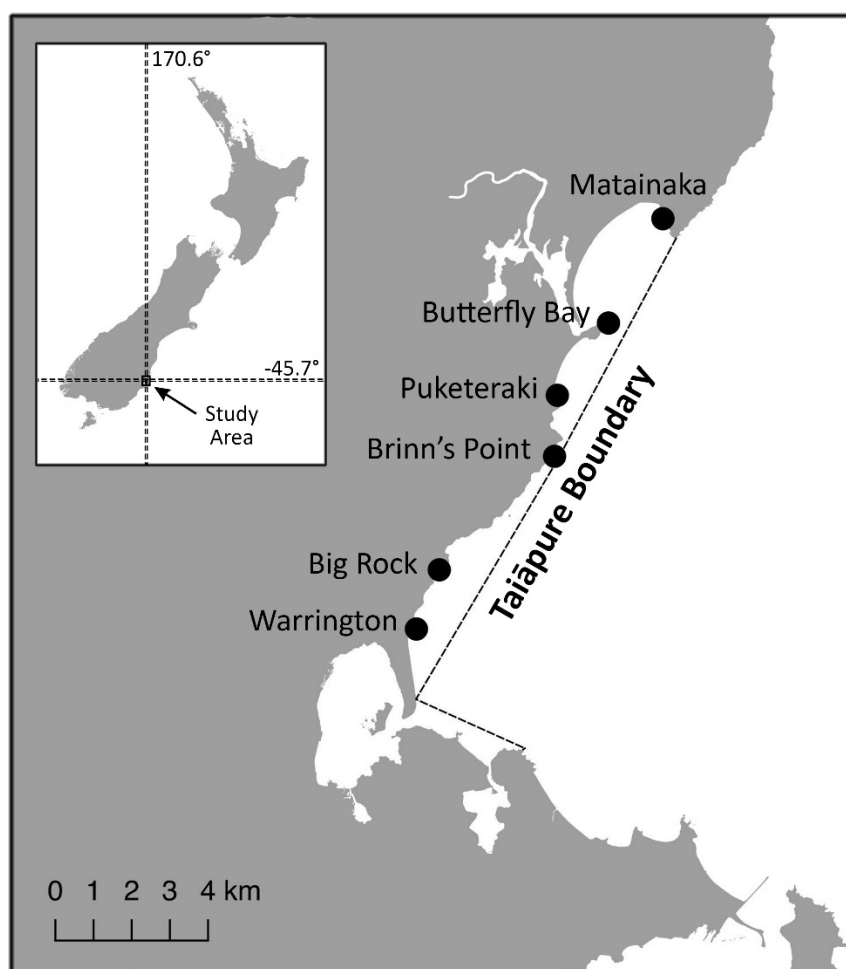 170.6°
-45.7°
Study
Area
Matainaka
Butterfly Bay
Puketeraki
Brinn's Point
Taiāpure Boundary
Big Rock
Warrington
0 1 2 3 4 km